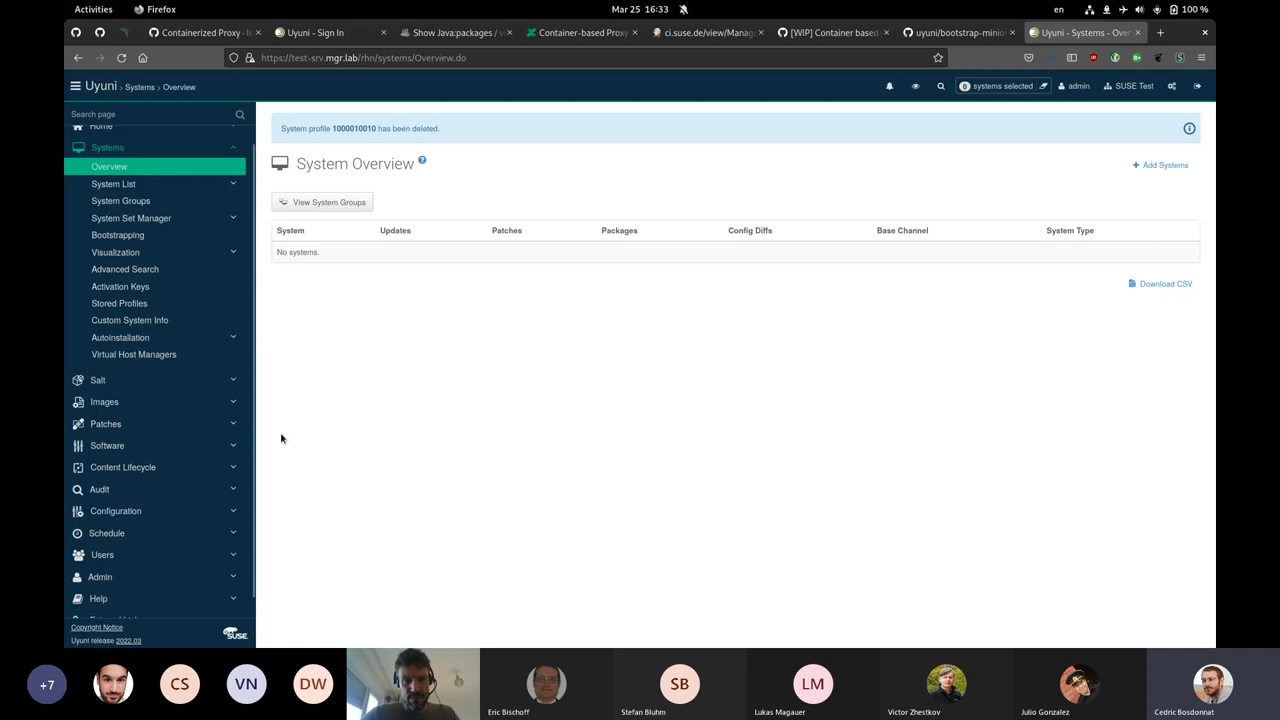 Activities
Firefox
Mar 25 16:33
en
100 %
Containerized Proxy · Is
Uyuni - Sign In
Show Java:packages / v
Container-based Proxy
ci.suse.de/view/Manag
[WIP] Container based
uyuni/bootstrap-minion
Uyuni - Systems - Over
https://test-srv.mgr.lab/rhn/systems/Overview.do
Uyuni > Systems > Overview
0 systems selected
admin
SUSE Test
Search page
Home
Systems
Overview
System List
System Groups
System Set Manager
Bootstrapping
Visualization
Advanced Search
Activation Keys
Stored Profiles
Custom System Info
Autoinstallation
Virtual Host Managers
Salt
Images
Patches
Software
Content Lifecycle
Audit
Configuration
Schedule
Users
Admin
Help
Copyright Notice
Uyuni release 2022.03
SUSE
System profile 1000010010 has been deleted.
System Overview
Add Systems
View System Groups
System Updates Patches Packages Config Diffs Base Channel System Type
No systems.
Download CSV
+7
CS
VN
DW
Eric Bischoff
SB
Stefan Bluhm
LM
Lukas Magauer
Victor Zhestkov
Julio Gonzalez
Cedric Bosdonnat